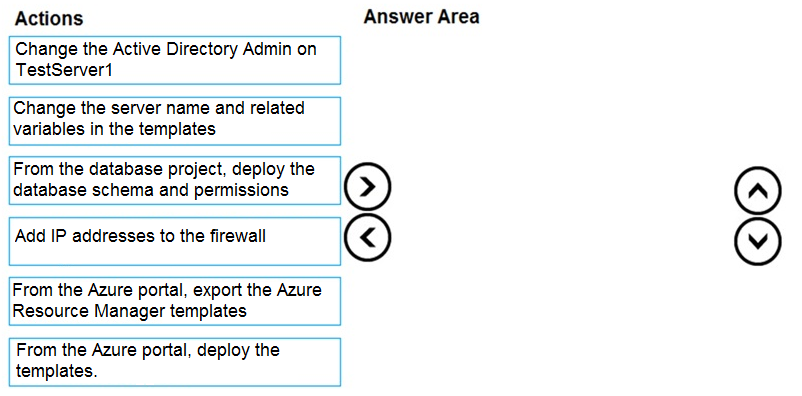 Actions
Answer Area
Change the Active Directory Admin on
TestServer1
Change the server name and related
variables in the templates
From the database project, deploy the
database schema and permissions
Add IP addresses to the firewall
From the Azure portal, export the Azure
Resource Manager templates
From the Azure portal, deploy the
templates.